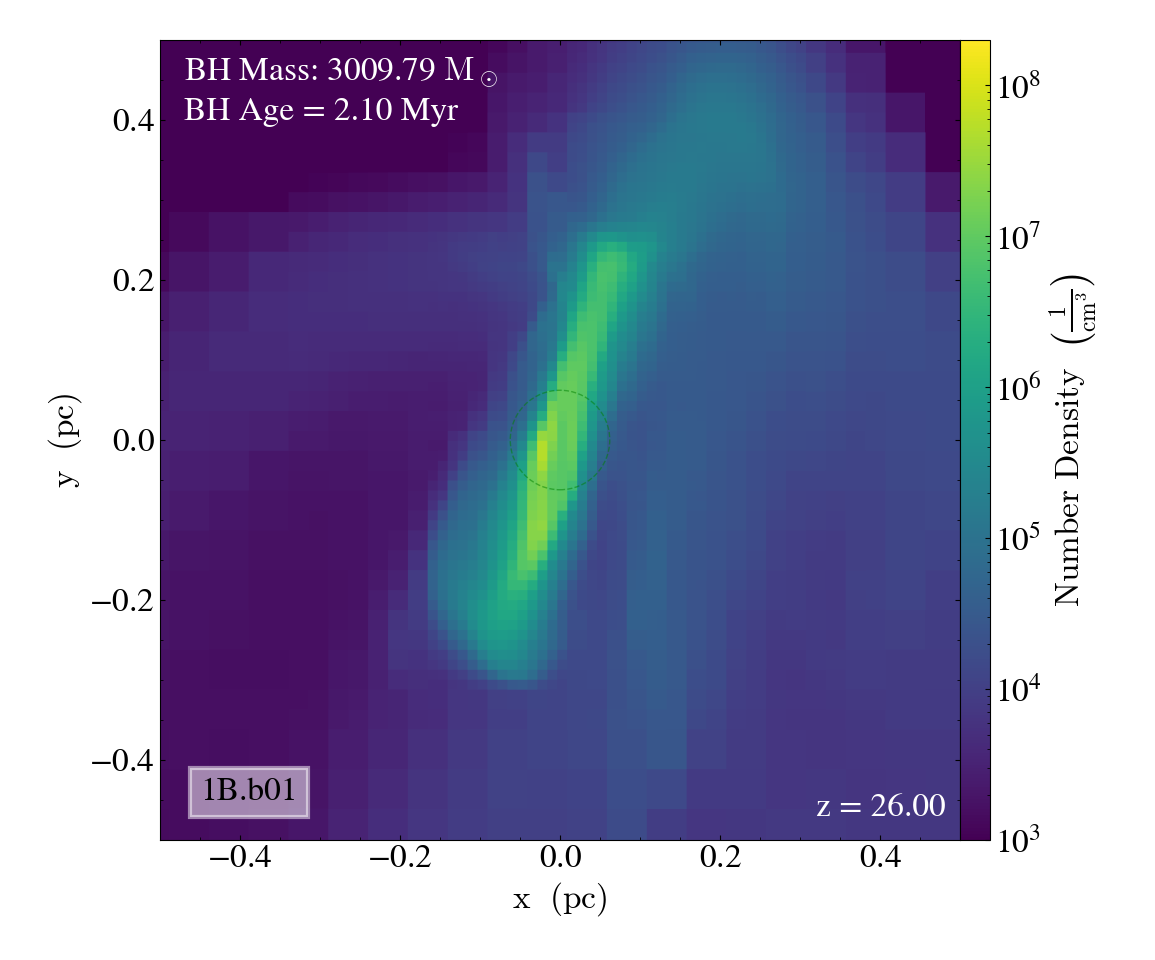 BH Mass: 3009.79 M☉
BH Age = 2.10 Myr
0.4
0.2
0.0
−0.2
−0.4
y (pc)
1B.b01
z = 26.00
−0.4 −0.2 0.0 0.2 0.4
x (pc)
10⁸
10⁷
10⁶
10⁵
10⁴
10³
Number Density (1/cm³)